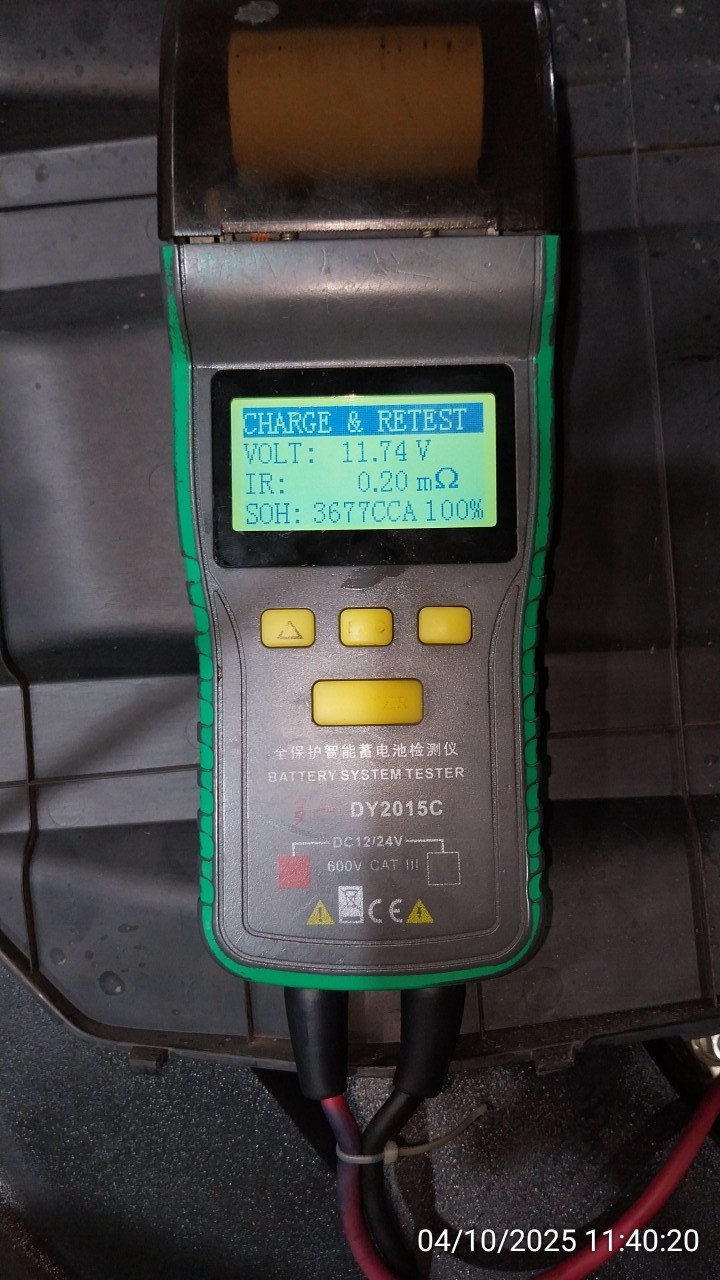 CHARGE & RETEST
VOLT: 11.74 V
IR: 0.20 mΩ
SOH: 3677CCA 100%
全保护智能蓄电池检测仪
BATTERY SYSTEM TESTER
DY2015C
DC12/24V
600V CAT III
CE
04/10/2025 11:40:20